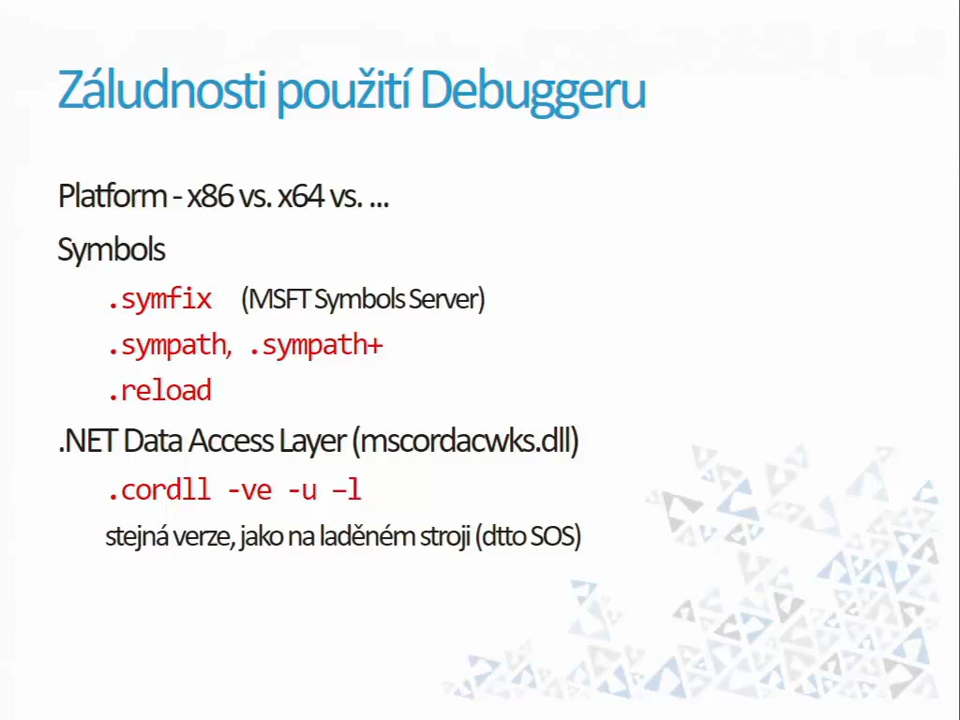 Záludnosti použití Debuggeru
Platform - x86 vs. x64 vs. ...
Symbols
.symfix (MSFT Symbols Server)
.sympath, .sympath+
.reload
.NET Data Access Layer (mscordacwks.dll)
.cordll -ve -u –l
stejná verze, jako na laděném stroji (dtto SOS)